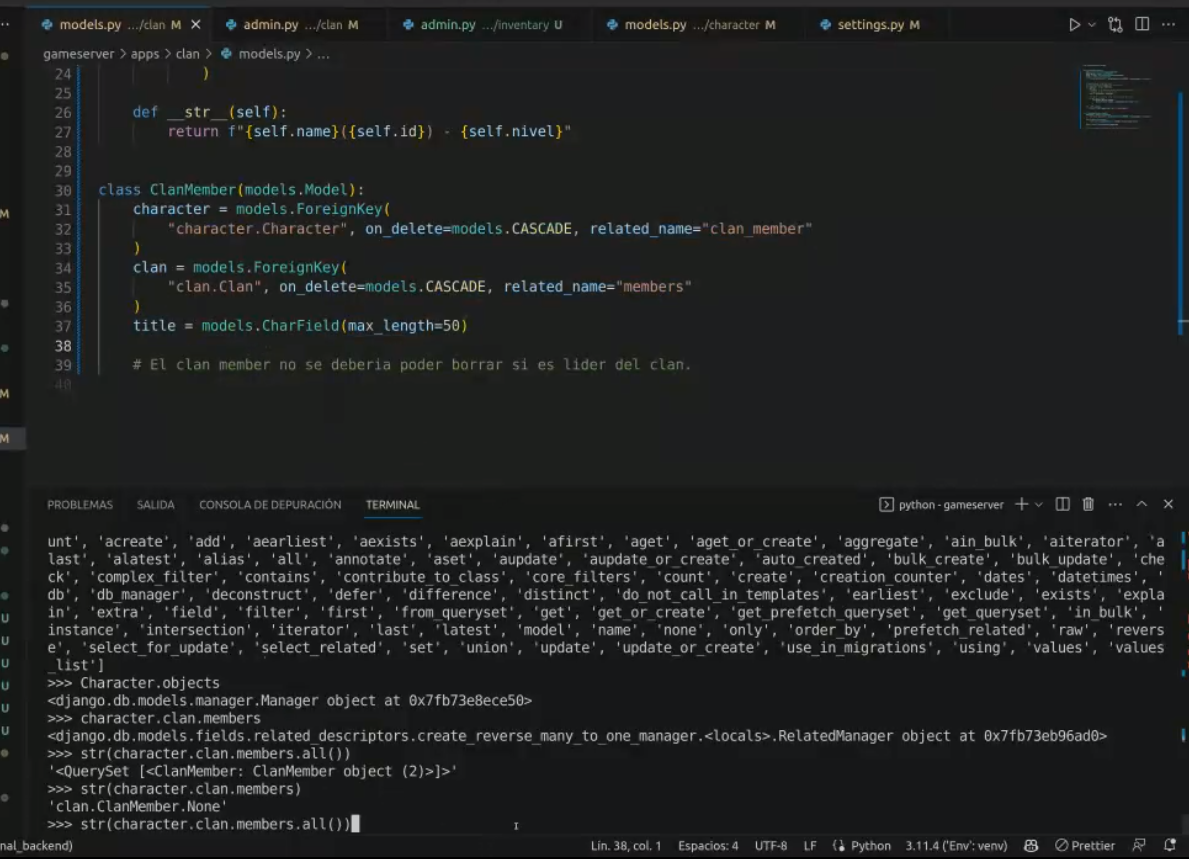 models.py .../clan M
admin.py .../clan M
admin.py .../inventory U
models.py .../character M
settings.py M
gameserver > apps > clan > models.py > ...
24 )
25
26 def __str__(self):
27 return f"{self.name}({self.id}) - {self.nivel}"
28
29
30 class ClanMember(models.Model):
31 character = models.ForeignKey(
32 "character.Character", on_delete=models.CASCADE, related_name="clan_member"
33 )
34 clan = models.ForeignKey(
35 "clan.Clan", on_delete=models.CASCADE, related_name="members"
36 )
37 title = models.CharField(max_length=50)
38
39 # El clan member no se deberia poder borrar si es lider del clan.
40
M
M
M
U
U
U
U
U
U
PROBLEMAS SALIDA CONSOLA DE DEPURACIÓN TERMINAL python - gameserver
unt', 'acreate', 'add', 'aearliest', 'aexists', 'aexplain', 'afirst', 'aget', 'aget_or_create', 'aggregate', 'ain_bulk', 'aiterator', 'a
last', 'alatest', 'alias', 'all', 'annotate', 'aset', 'aupdate', 'aupdate_or_create', 'auto_created', 'bulk_create', 'bulk_update', 'che
ck', 'complex_filter', 'contains', 'contribute_to_class', 'core_filters', 'count', 'create', 'creation_counter', 'dates', 'datetimes', '
db', 'db_manager', 'deconstruct', 'defer', 'difference', 'distinct', 'do_not_call_in_templates', 'earliest', 'exclude', 'exists', 'expla
in', 'extra', 'field', 'filter', 'first', 'from_queryset', 'get', 'get_or_create', 'get_prefetch_queryset', 'get_queryset', 'in_bulk', '
instance', 'intersection', 'iterator', 'last', 'latest', 'model', 'name', 'none', 'only', 'order_by', 'prefetch_related', 'raw', 'revers
e', 'select_for_update', 'select_related', 'set', 'union', 'update', 'update_or_create', 'use_in_migrations', 'using', 'values', 'values
_list']
>>> Character.objects
<django.db.models.manager.Manager object at 0x7fb73e8ece50>
>>> character.clan.members
<django.db.models.fields.related_descriptors.create_reverse_many_to_one_manager.<locals>.RelatedManager object at 0x7fb73eb96ad0>
>>> str(character.clan.members.all())
'<QuerySet [<ClanMember: ClanMember object (2)>]>'
>>> str(character.clan.members)
'clan.ClanMember.None'
>>> str(character.clan.members.all())
nal_backend) Lín. 38, col. 1 Espacios: 4 UTF-8 LF Python 3.11.4 ('Env': venv) Prettier